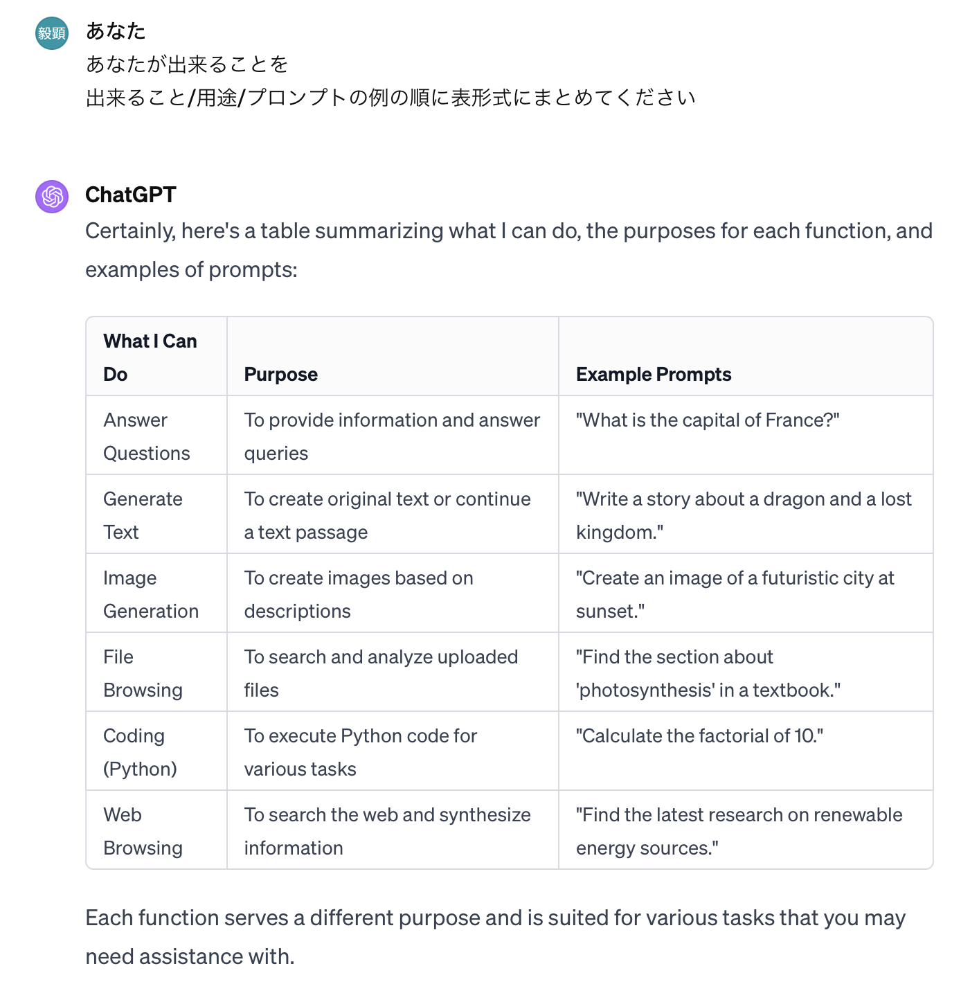 毅顕
あなた
あなたが出来ることを
出来ること/用途/プロンプトの例の順に表形式にまとめてください
ChatGPT
Certainly, here's a table summarizing what I can do, the purposes for each function, and
examples of prompts:
What I Can
Do
Purpose
Example Prompts
Answer
Questions
To provide information and answer
queries
"What is the capital of France?"
Generate
Text
To create original text or continue
a text passage
"Write a story about a dragon and a lost
kingdom."
Image
Generation
To create images based on
descriptions
"Create an image of a futuristic city at
sunset."
File
Browsing
To search and analyze uploaded
files
"Find the section about
'photosynthesis' in a textbook."
Coding
(Python)
To execute Python code for
various tasks
"Calculate the factorial of 10."
Web
Browsing
To search the web and synthesize
information
"Find the latest research on renewable
energy sources."
Each function serves a different purpose and is suited for various tasks that you may
need assistance with.